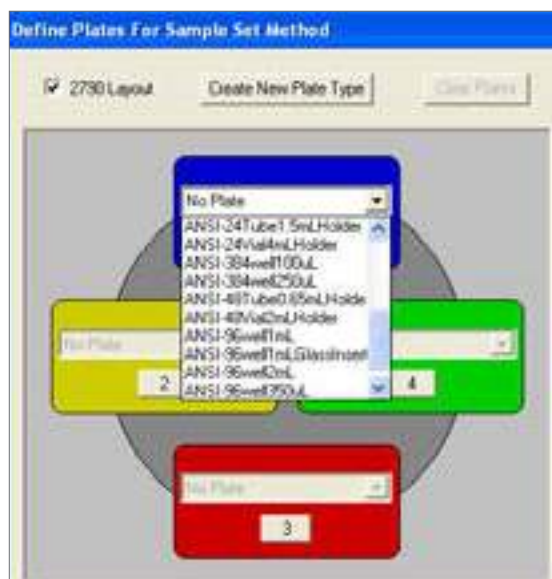 Define Plates For Sample Set Method
2790 Layout
Create New Plate Type
Clear Plates
No Plate
ANSI-24Tube1.5mLHolder
ANSI-24Vial4mLHolder
ANSI-384well100uL
ANSI-384well250uL
ANSI-48Tube0.65mLHolde
ANSI-48Vial2mLHolder
ANSI-96well1mL
ANSI-96well1mLGlassInsert
ANSI-96well2mL
ANSI-96well350uL
No Plate
2
4
No Plate
3